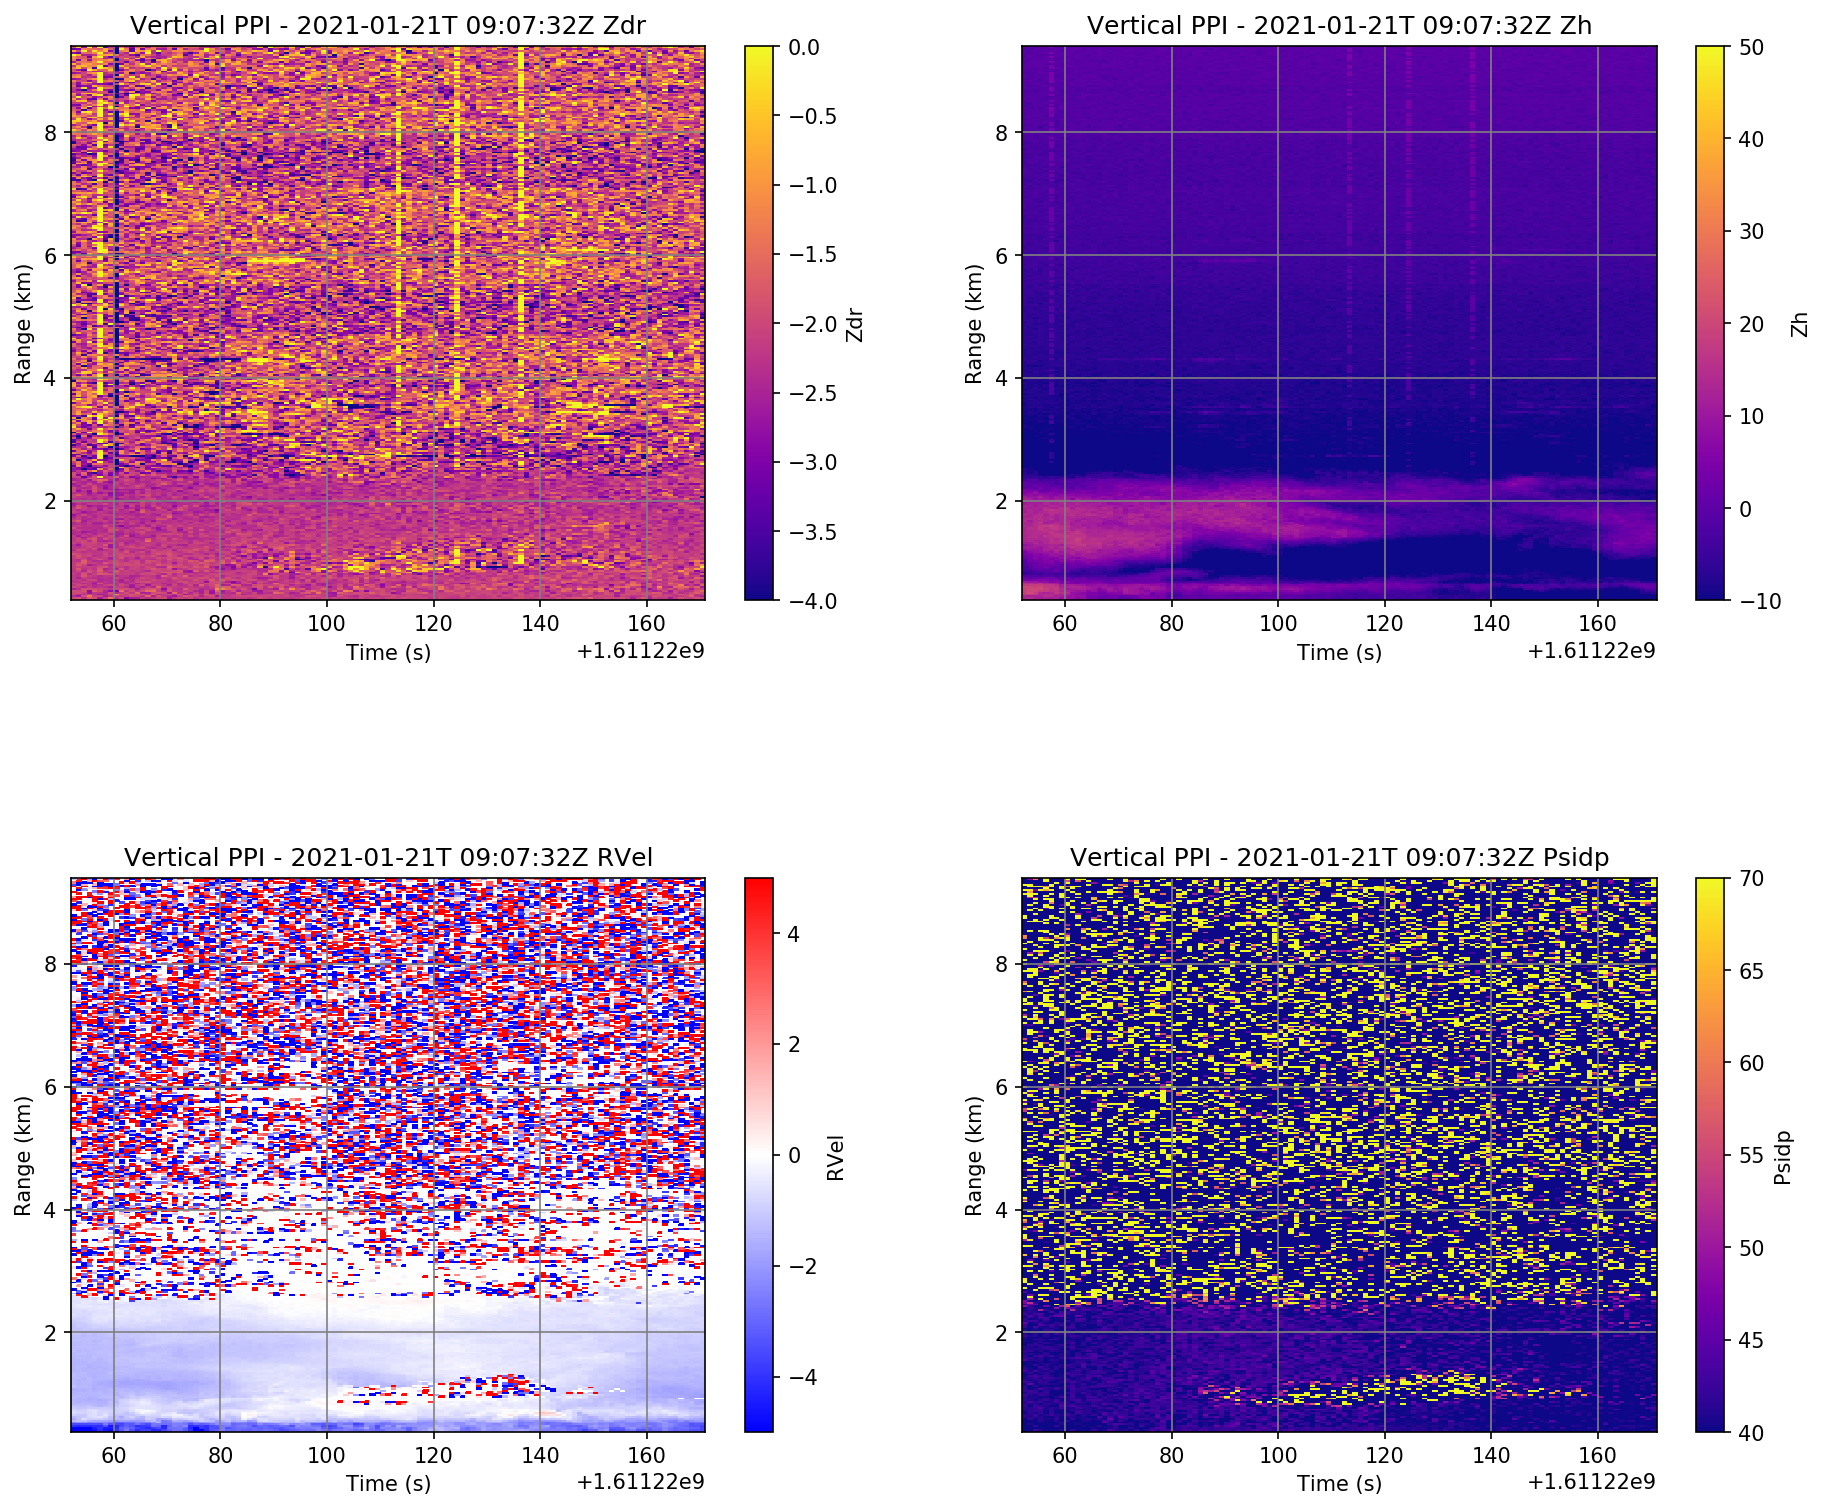 Vertical PPI - 2021-01-21T 09:07:32Z Zdr
8
6
4
2
Range (km)
60 80 100 120 140 160
Time (s)
+1.61122e9
0.0
−0.5
−1.0
−1.5
−2.0
−2.5
−3.0
−3.5
−4.0
Zdr
Vertical PPI - 2021-01-21T 09:07:32Z Zh
8
6
4
2
Range (km)
60 80 100 120 140 160
Time (s)
+1.61122e9
50
40
30
20
10
0
−10
Zh
Vertical PPI - 2021-01-21T 09:07:32Z RVel
8
6
4
2
Range (km)
60 80 100 120 140 160
Time (s)
+1.61122e9
4
2
0
−2
−4
RVel
Vertical PPI - 2021-01-21T 09:07:32Z Psidp
8
6
4
2
Range (km)
60 80 100 120 140 160
Time (s)
+1.61122e9
70
65
60
55
50
45
40
Psidp